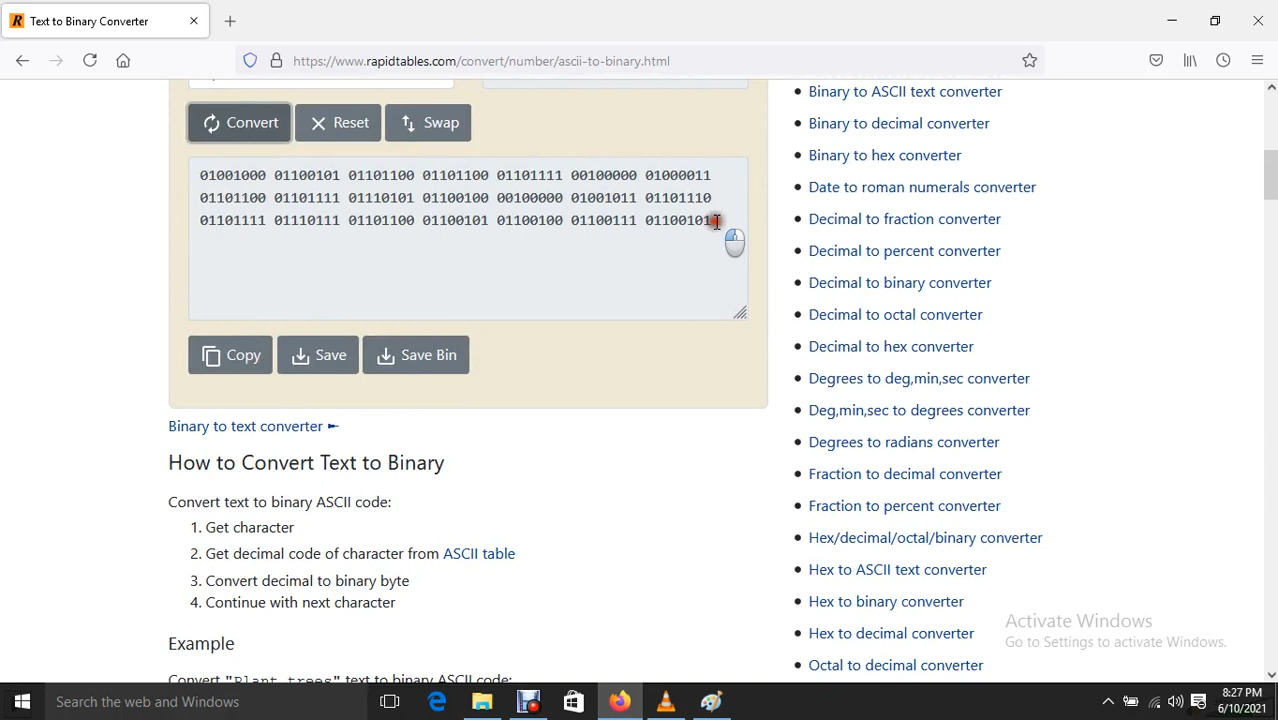 Text to Binary Converter
https://www.rapidtables.com/convert/number/ascii-to-binary.html
Convert Reset Swap
01001000 01100101 01101100 01101100 01101111 00100000 01000011
01101100 01101111 01110101 01100100 00100000 01001011 01101110
01101111 01110111 01101100 01100101 01100100 01100111 01100101
Copy Save Save Bin
Binary to text converter ►
How to Convert Text to Binary
Convert text to binary ASCII code:
1. Get character
2. Get decimal code of character from ASCII table
3. Convert decimal to binary byte
4. Continue with next character
Example
Convert "Plant trees" text to binary ASCII code:
Binary to ASCII text converter
Binary to decimal converter
Binary to hex converter
Date to roman numerals converter
Decimal to fraction converter
Decimal to percent converter
Decimal to binary converter
Decimal to octal converter
Decimal to hex converter
Degrees to deg,min,sec converter
Deg,min,sec to degrees converter
Degrees to radians converter
Fraction to decimal converter
Fraction to percent converter
Hex/decimal/octal/binary converter
Hex to ASCII text converter
Hex to binary converter
Hex to decimal converter
Octal to decimal converter
Activate Windows
Go to Settings to activate Windows.
Search the web and Windows
8:27 PM
6/10/2021